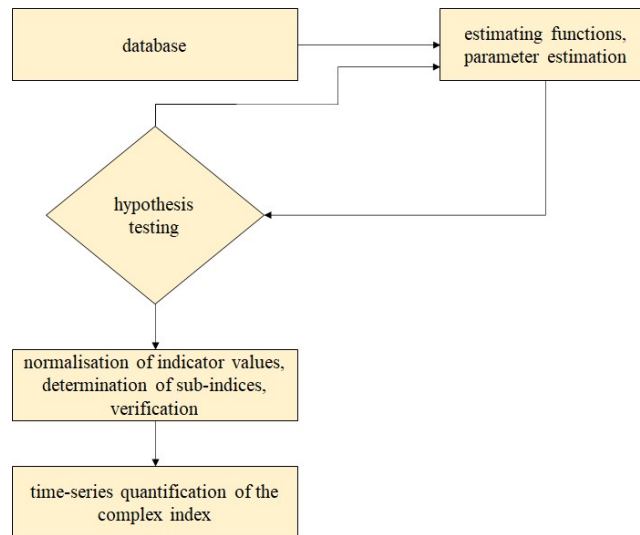 database
estimating functions,
parameter estimation
hypothesis
testing
normalisation of indicator values,
determination of sub-indices,
verification
time-series quantification of the
complex index